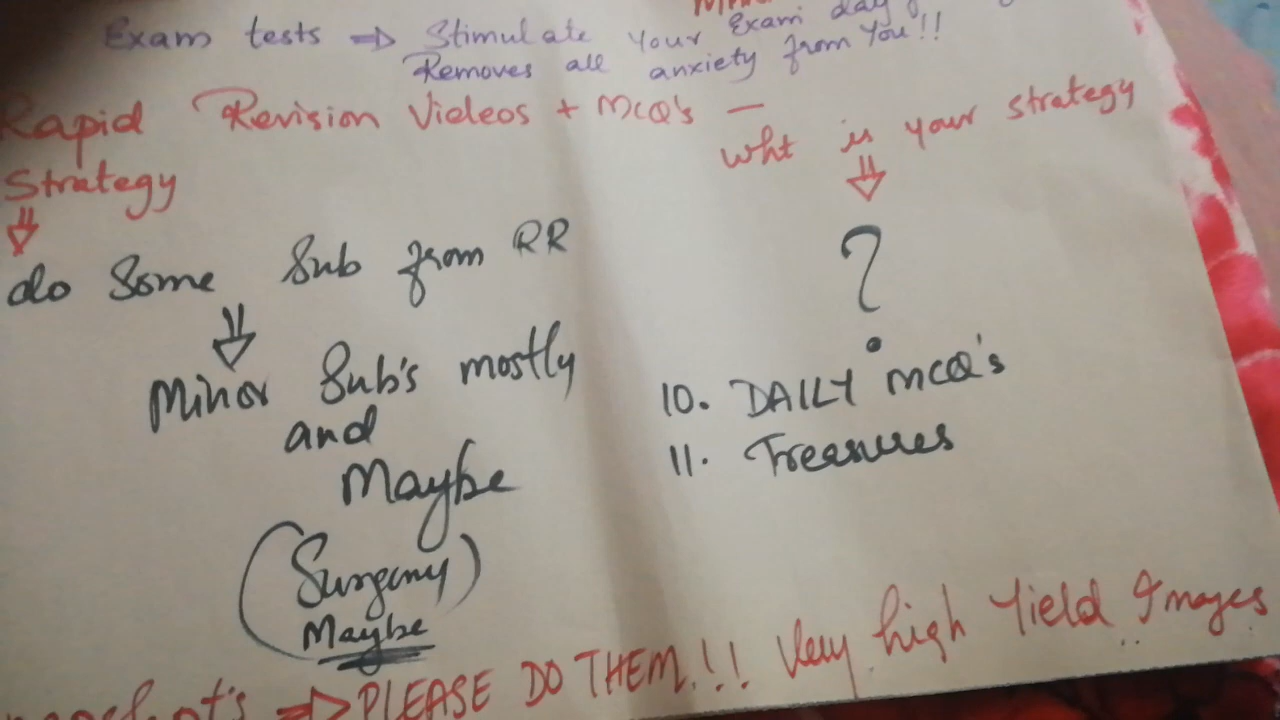 Exam tests ⇒ Stimulate your Exam day
Removes all anxiety from You!!
Rapid Revision Videos + MCQ's —
Strategy
wht is your strategy
⇓
⇓
?
do Some Sub from RR
⇓
Minor Sub's mostly
and
Maybe
(Surgery)
Maybe
10. DAILY MCQ's
11. Treasures
⇒ PLEASE DO THEM!!! Very high Yield Images